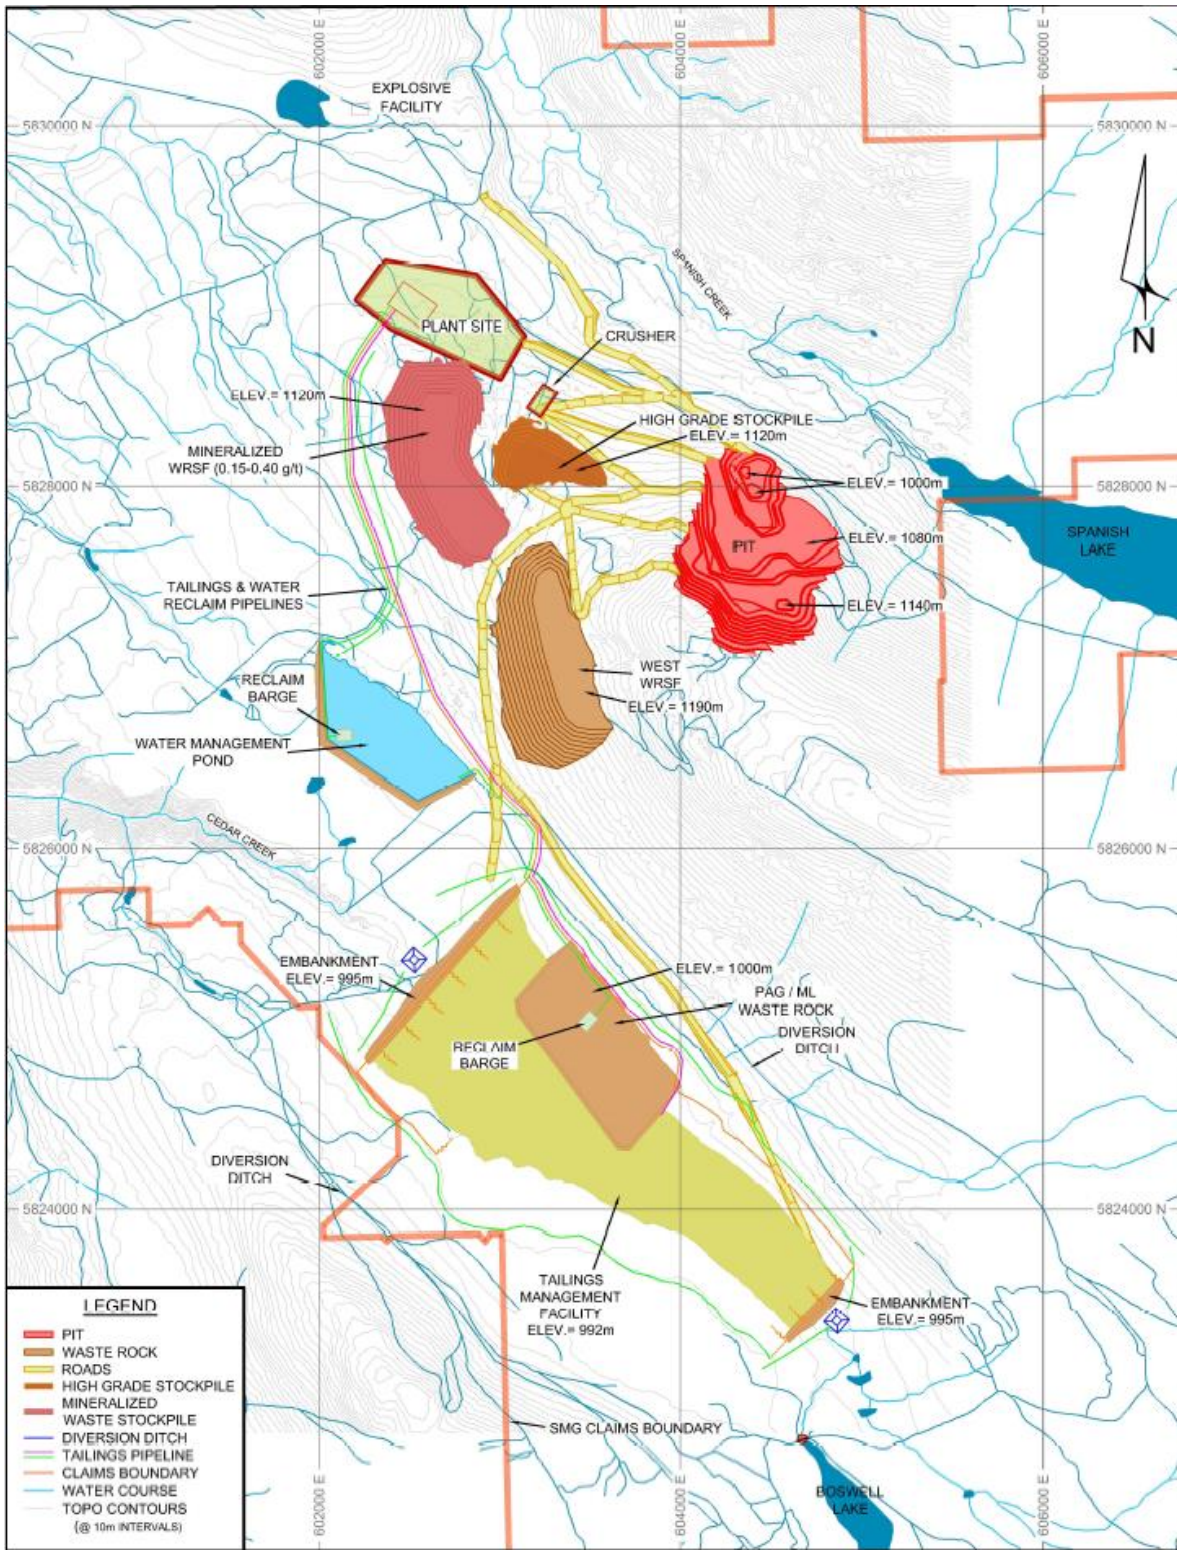 602000 E
604000 E
606000 E
EXPLOSIVE
FACILITY
5830000 N
5830000 N
SPANISH CREEK
N
PLANT SITE
CRUSHER
ELEV.= 1120m
HIGH GRADE STOCKPILE
ELEV.= 1120m
MINERALIZED
WRSF (0.15-0.40 g/t)
5828000 N
5828000 N
ELEV.= 1000m
SPANISH
LAKE
PIT
ELEV.= 1080m
TAILINGS & WATER
RECLAIM PIPELINES
ELEV.= 1140m
RECLAIM
BARGE
WEST
WRSF
ELEV.= 1190m
WATER MANAGEMENT
POND
CEDAR CREEK
5826000 N
5826000 N
EMBANKMENT
ELEV.= 995m
ELEV.= 1000m
PAG / ML
WASTE ROCK
RECLAIM
BARGE
DIVERSION
DITCH
DIVERSION
DITCH
5824000 N
5824000 N
TAILINGS
MANAGEMENT
FACILITY
ELEV.= 992m
EMBANKMENT
ELEV.= 995m
LEGEND
PIT
WASTE ROCK
ROADS
HIGH GRADE STOCKPILE
MINERALIZED
WASTE STOCKPILE
DIVERSION DITCH
TAILINGS PIPELINE
CLAIMS BOUNDARY
WATER COURSE
TOPO CONTOURS
(@ 10m INTERVALS)
SMG CLAIMS BOUNDARY
BOSWELL
LAKE
602000 E
604000 E
606000 E